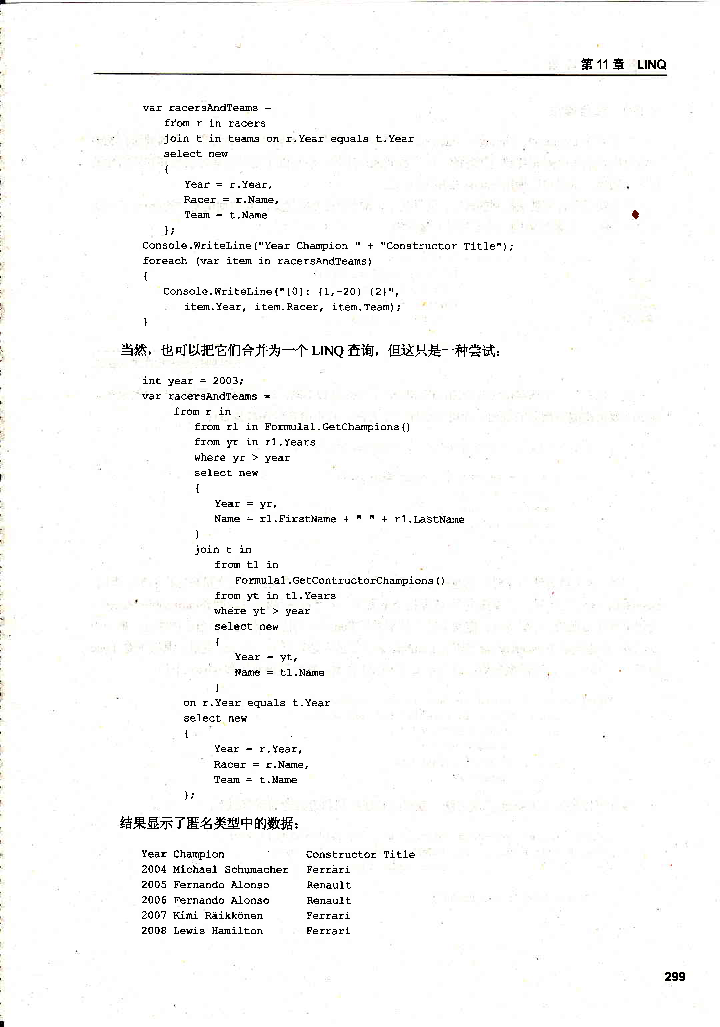 第 11 章 LINQ
var racersAndTeams =
from r in racers
join t in teams on r.Year equals t.Year
select new
{
Year = r.Year,
Racer = r.Name,
Team = t.Name
};
Console.WriteLine("Year Champion " + "Constructor Title");
foreach (var item in racersAndTeams)
{
Console.WriteLine("{0}: {1,-20} {2}",
item.Year, item.Racer, item.Team);
}
当然，也可以把它们合并为一个 LINQ 查询，但这只是一种尝试：
int year = 2003;
var racersAndTeams =
from r in
from r1 in Formula1.GetChampions()
from yr in r1.Years
where yr > year
select new
{
Year = yr,
Name = r1.FirstName + " " + r1.LastName
}
join t in
from t1 in
Formula1.GetContructorChampions()
from yt in t1.Years
where yt > year
select new
{
Year = yt,
Name = t1.Name
}
on r.Year equals t.Year
select new
{
Year = r.Year,
Racer = r.Name,
Team = t.Name
};
结果显示了匿名类型中的数据：
Year Champion Constructor Title
2004 Michael Schumacher Ferrari
2005 Fernando Alonso Renault
2006 Fernando Alonso Renault
2007 Kimi Räikkönen Ferrari
2008 Lewis Hamilton Ferrari
299